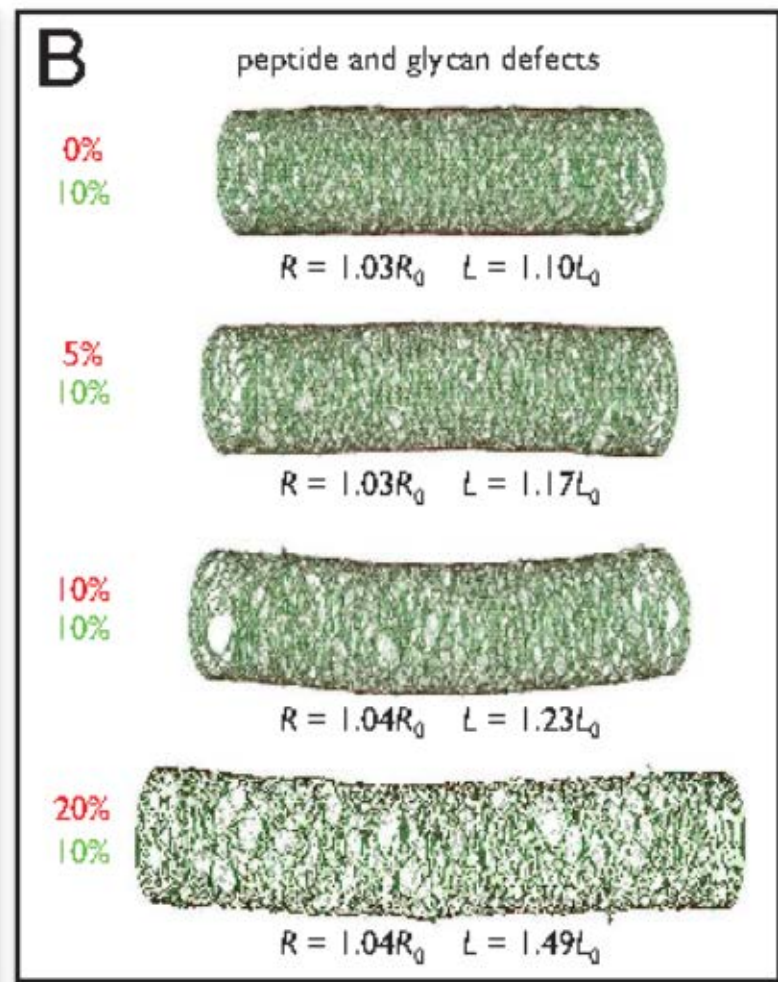 B
peptide and glycan defects
0%
10%
R = 1.03R₀ L = 1.10L₀
5%
10%
R = 1.03R₀ L = 1.17L₀
10%
10%
R = 1.04R₀ L = 1.23L₀
20%
10%
R = 1.04R₀ L = 1.49L₀